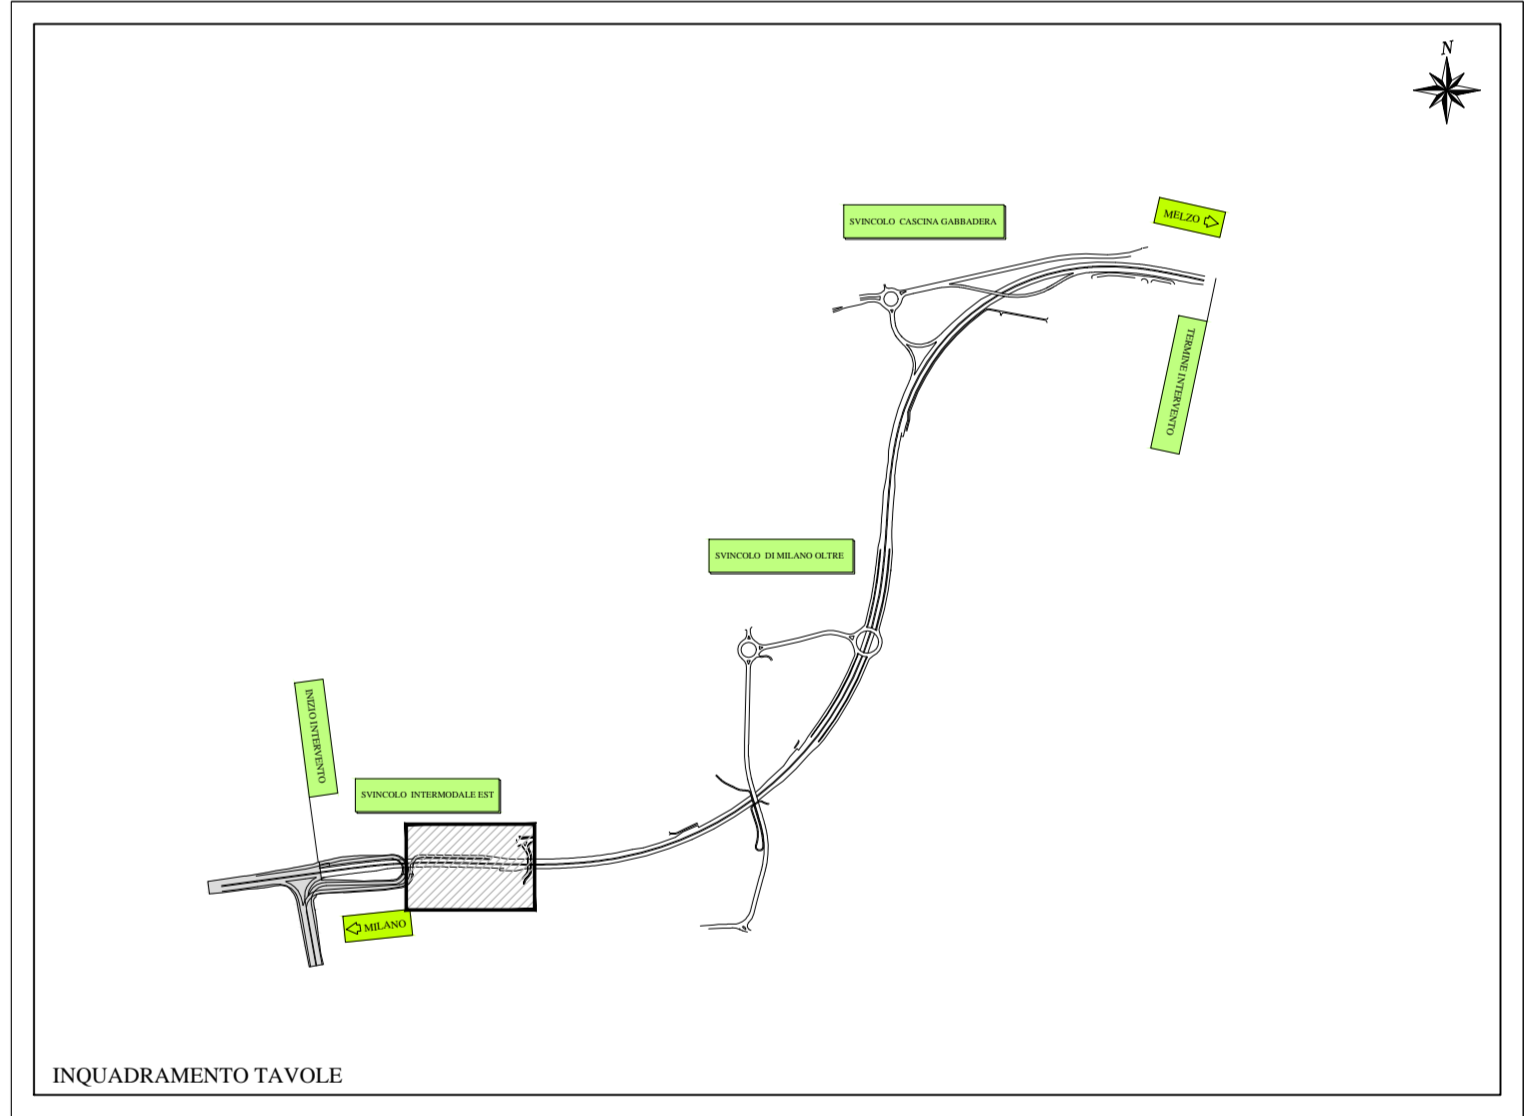 N
SVINCOLO CASCINA GABBADERA
MELZO
TERMINE INTERVENTO
SVINCOLO DI MILANO OLTRE
INIZIO INTERVENTO
SVINCOLO INTERMODALE EST
MILANO
INQUADRAMENTO TAVOLE